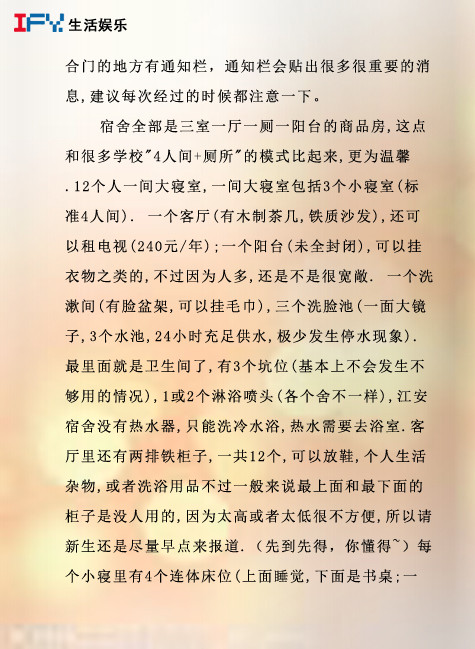 IFY 生活娱乐
合门的地方有通知栏，通知栏会贴出很多很重要的消
息,建议每次经过的时候都注意一下。
宿舍全部是三室一厅一厕一阳台的商品房,这点
和很多学校"4人间+厕所"的模式比起来,更为温馨
.12个人一间大寝室,一间大寝室包括3个小寝室(标
准4人间). 一个客厅(有木制茶几,铁质沙发),还可
以租电视(240元/年);一个阳台(未全封闭),可以挂
衣物之类的,不过因为人多,还是不是很宽敞. 一个洗
漱间(有脸盆架,可以挂毛巾),三个洗脸池(一面大镜
子,3个水池,24小时充足供水,极少发生停水现象).
最里面就是卫生间了,有3个坑位(基本上不会发生不
够用的情况),1或2个淋浴喷头(各个舍不一样),江安
宿舍没有热水器,只能洗冷水浴,热水需要去浴室.客
厅里还有两排铁柜子,一共12个,可以放鞋,个人生活
杂物,或者洗浴用品不过一般来说最上面和最下面的
柜子是没人用的,因为太高或者太低很不方便,所以请
新生还是尽量早点来报道.（先到先得，你懂得~）每
个小寝里有4个连体床位(上面睡觉,下面是书桌;一